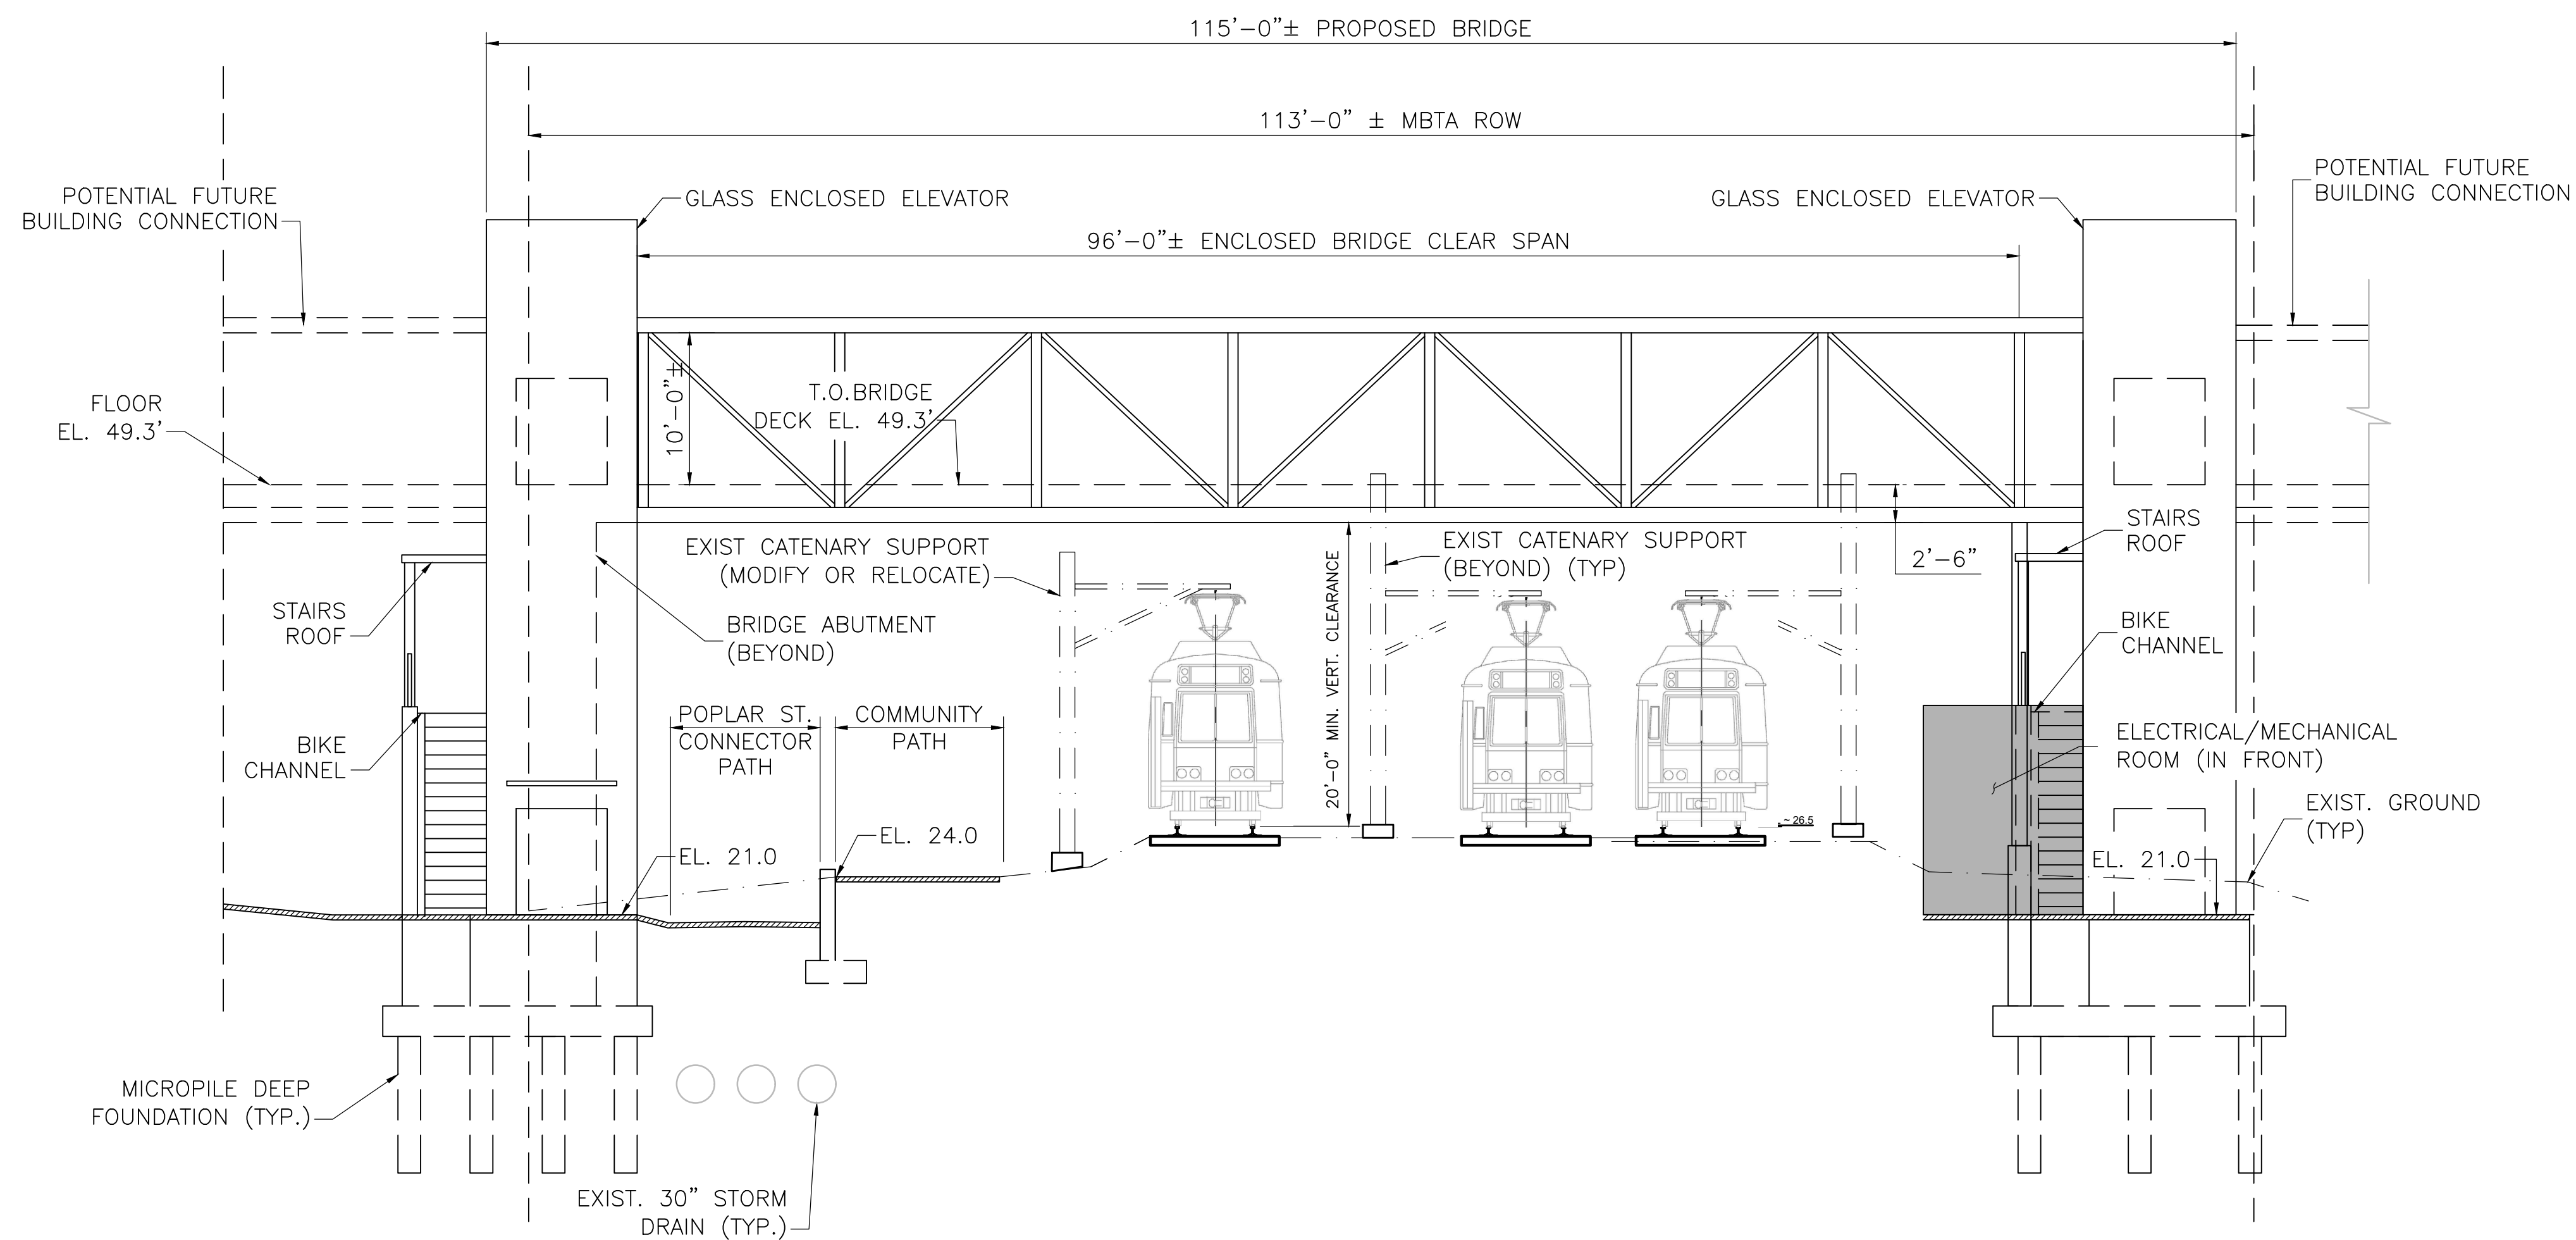 115'-0"± PROPOSED BRIDGE
113'-0" ± MBTA ROW
POTENTIAL FUTURE
BUILDING CONNECTION
GLASS ENCLOSED ELEVATOR
GLASS ENCLOSED ELEVATOR
POTENTIAL FUTURE
BUILDING CONNECTION
96'-0"± ENCLOSED BRIDGE CLEAR SPAN
FLOOR
EL. 49.3'
10'-0"±
T.O.BRIDGE
DECK EL. 49.3'
EXIST CATENARY SUPPORT
(MODIFY OR RELOCATE)
20'-0" MIN. VERT. CLEARANCE
EXIST CATENARY SUPPORT
(BEYOND) (TYP)
2'-6"
STAIRS
ROOF
STAIRS
ROOF
BRIDGE ABUTMENT
(BEYOND)
BIKE
CHANNEL
BIKE
CHANNEL
POPLAR ST.
CONNECTOR
PATH
COMMUNITY
PATH
ELECTRICAL/MECHANICAL
ROOM (IN FRONT)
EXIST. GROUND
(TYP)
~26.5
EL. 24.0
EL. 21.0
EL. 21.0
MICROPILE DEEP
FOUNDATION (TYP.)
EXIST. 30" STORM
DRAIN (TYP.)